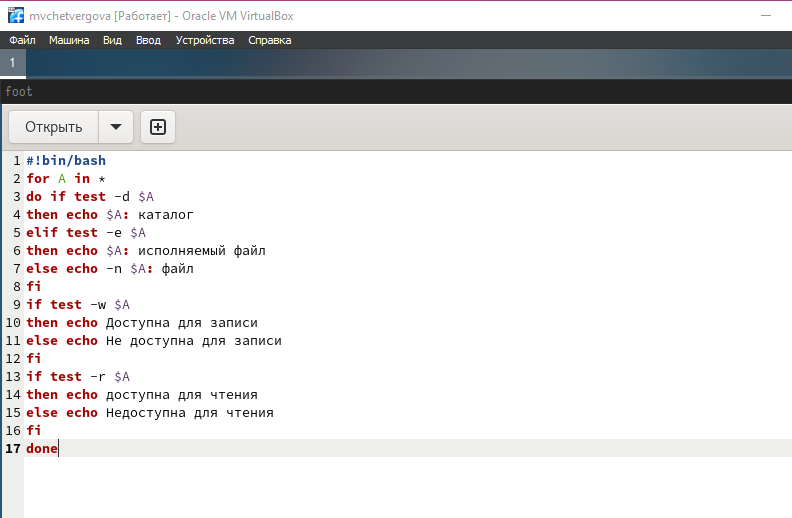 mvchetvergova [Работает] - Oracle VM VirtualBox
Файл Машина Вид Ввод Устройства Справка
1
foot
Открыть
1 #!bin/bash
2 for A in *
3 do if test -d $A
4 then echo $A: каталог
5 elif test -e $A
6 then echo $A: исполняемый файл
7 else echo -n $A: файл
8 fi
9 if test -w $A
10 then echo Доступна для записи
11 else echo Не доступна для записи
12 fi
13 if test -r $A
14 then echo доступна для чтения
15 else echo Недоступна для чтения
16 fi
17 done